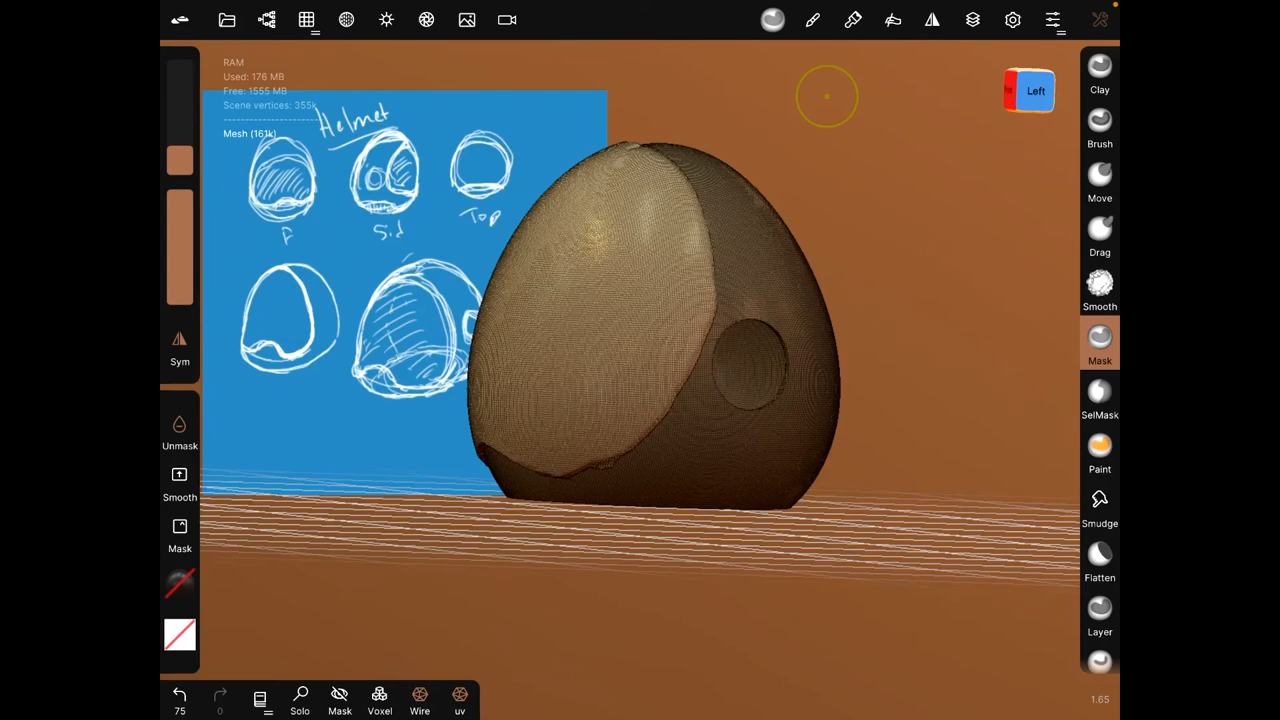 RAM
Used: 176 MB
Free: 1555 MB
Scene vertices: 355k
Mesh (161k)
Helmet
F
Sid
Top
Left
Sym
Unmask
Smooth
Mask
Clay
Brush
Move
Drag
Smooth
Mask
SelMask
Paint
Smudge
Flatten
Layer
75
0
Solo
Mask
Voxel
Wire
uv
1.65